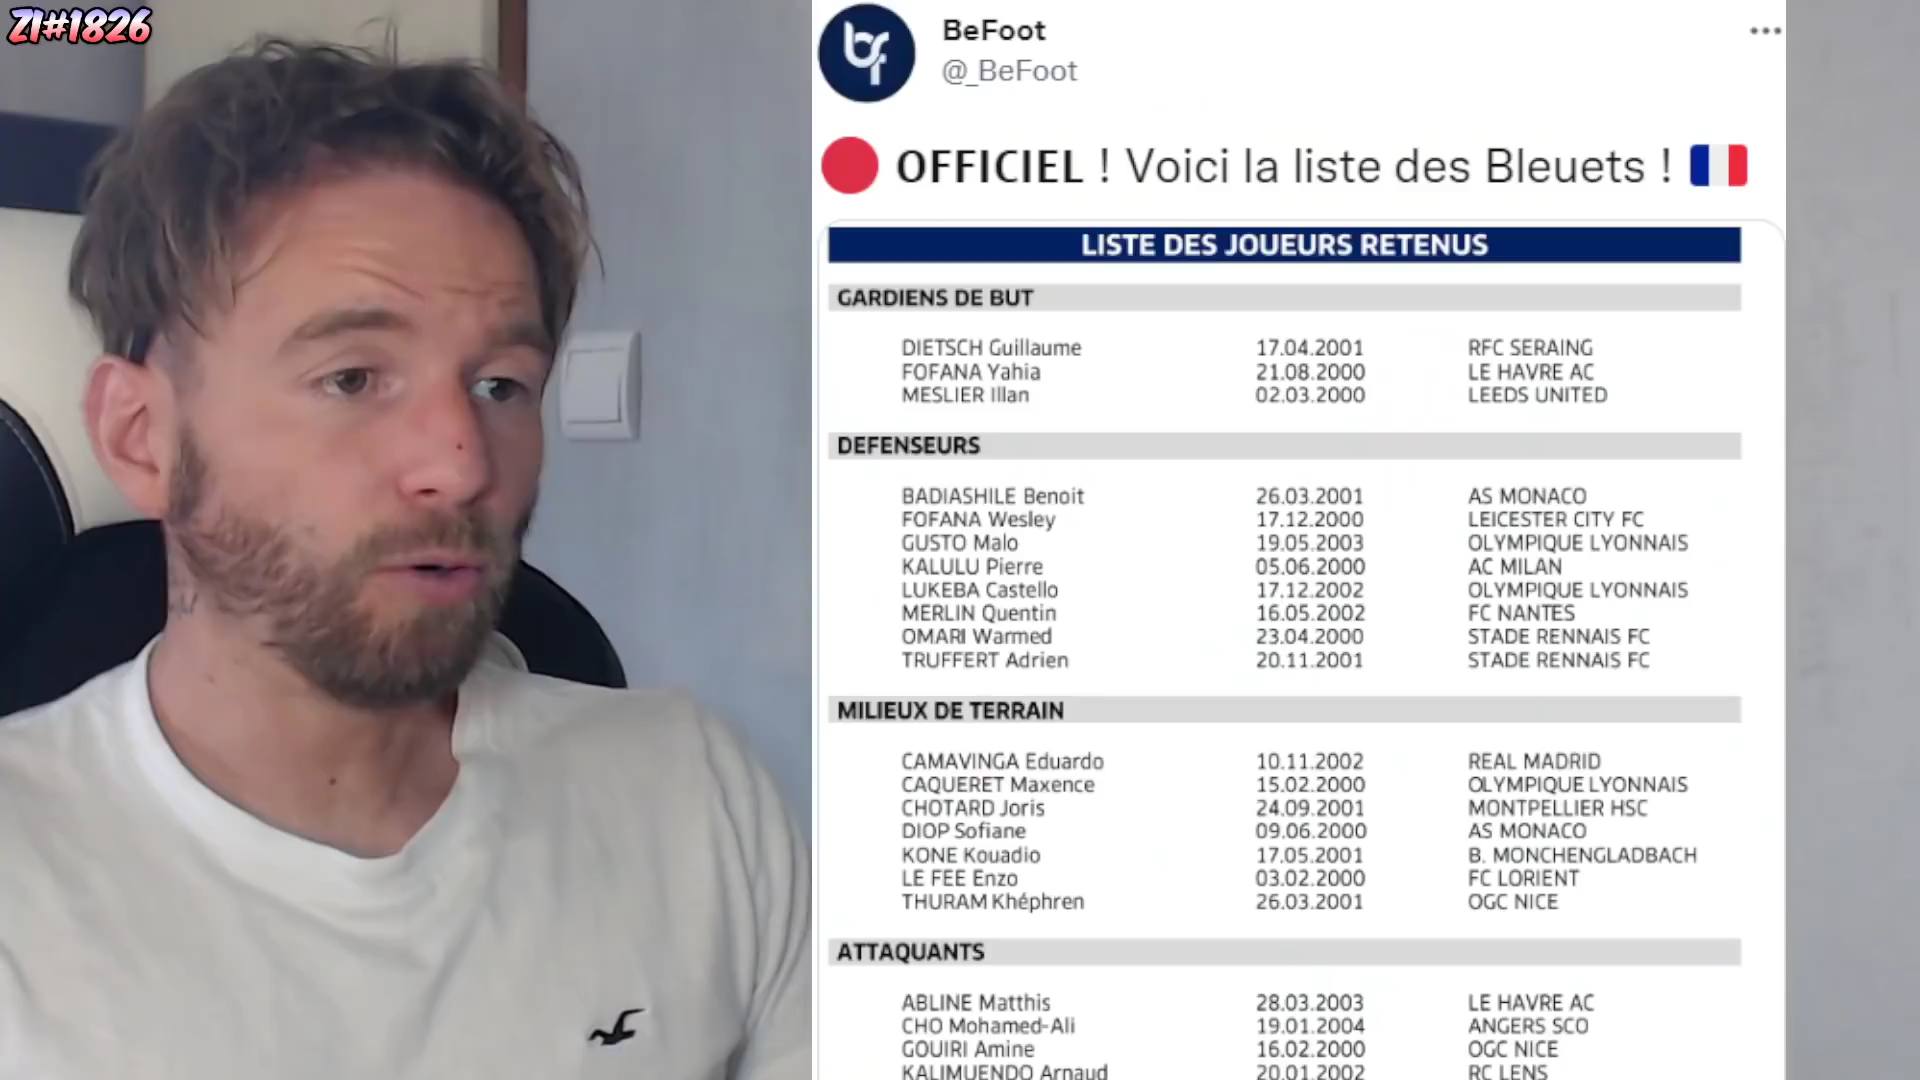 ZI#1826
BeFoot
@_BeFoot
OFFICIEL ! Voici la liste des Bleuets !
LISTE DES JOUEURS RETENUS
GARDIENS DE BUT
DIETSCH Guillaume 17.04.2001 RFC SERAING
FOFANA Yahia 21.08.2000 LE HAVRE AC
MESLIER Illan 02.03.2000 LEEDS UNITED
DEFENSEURS
BADIASHILE Benoit 26.03.2001 AS MONACO
FOFANA Wesley 17.12.2000 LEICESTER CITY FC
GUSTO Malo 19.05.2003 OLYMPIQUE LYONNAIS
KALULU Pierre 05.06.2000 AC MILAN
LUKEBA Castello 17.12.2002 OLYMPIQUE LYONNAIS
MERLIN Quentin 16.05.2002 FC NANTES
OMARI Warmed 23.04.2000 STADE RENNAIS FC
TRUFFERT Adrien 20.11.2001 STADE RENNAIS FC
MILIEUX DE TERRAIN
CAMAVINGA Eduardo 10.11.2002 REAL MADRID
CAQUERET Maxence 15.02.2000 OLYMPIQUE LYONNAIS
CHOTARD Joris 24.09.2001 MONTPELLIER HSC
DIOP Sofiane 09.06.2000 AS MONACO
KONE Kouadio 17.05.2001 B. MONCHENGLADBACH
LE FEE Enzo 03.02.2000 FC LORIENT
THURAM Khéphren 26.03.2001 OGC NICE
ATTAQUANTS
ABLINE Matthis 28.03.2003 LE HAVRE AC
CHO Mohamed-Ali 19.01.2004 ANGERS SCO
GOUIRI Amine 16.02.2000 OGC NICE
KALIMUENDO Arnaud 20.01.2002 RC LENS